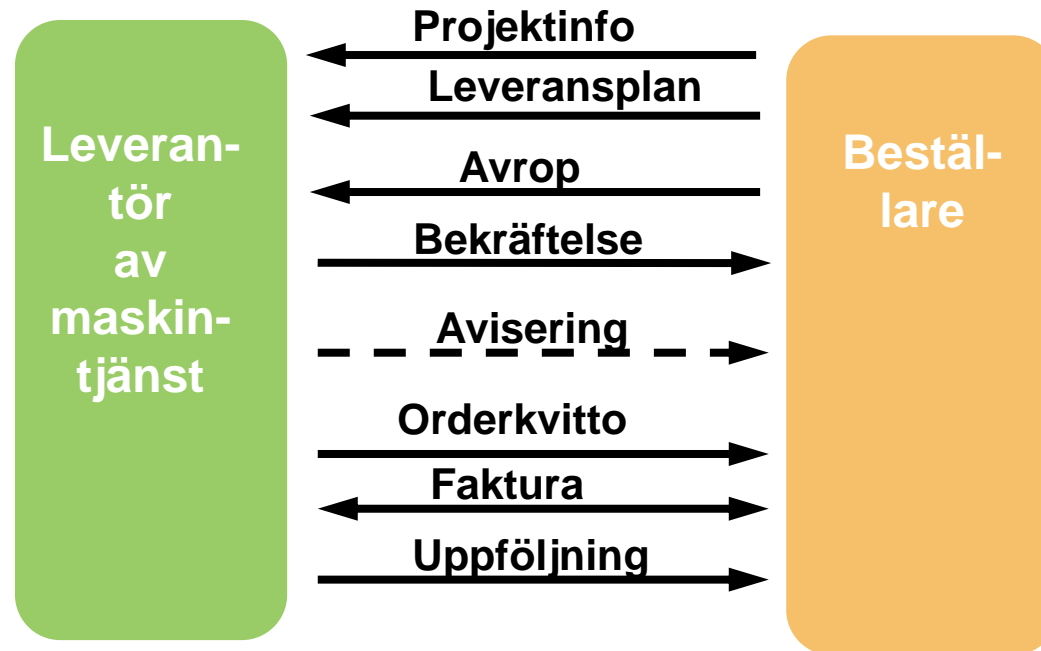 Leveran-
tör
av
maskin-
tjänst
Projektinfo
Leveransplan
Avrop
Bekräftelse
Avisering
Orderkvitto
Faktura
Uppföljning
Bestäl-
lare